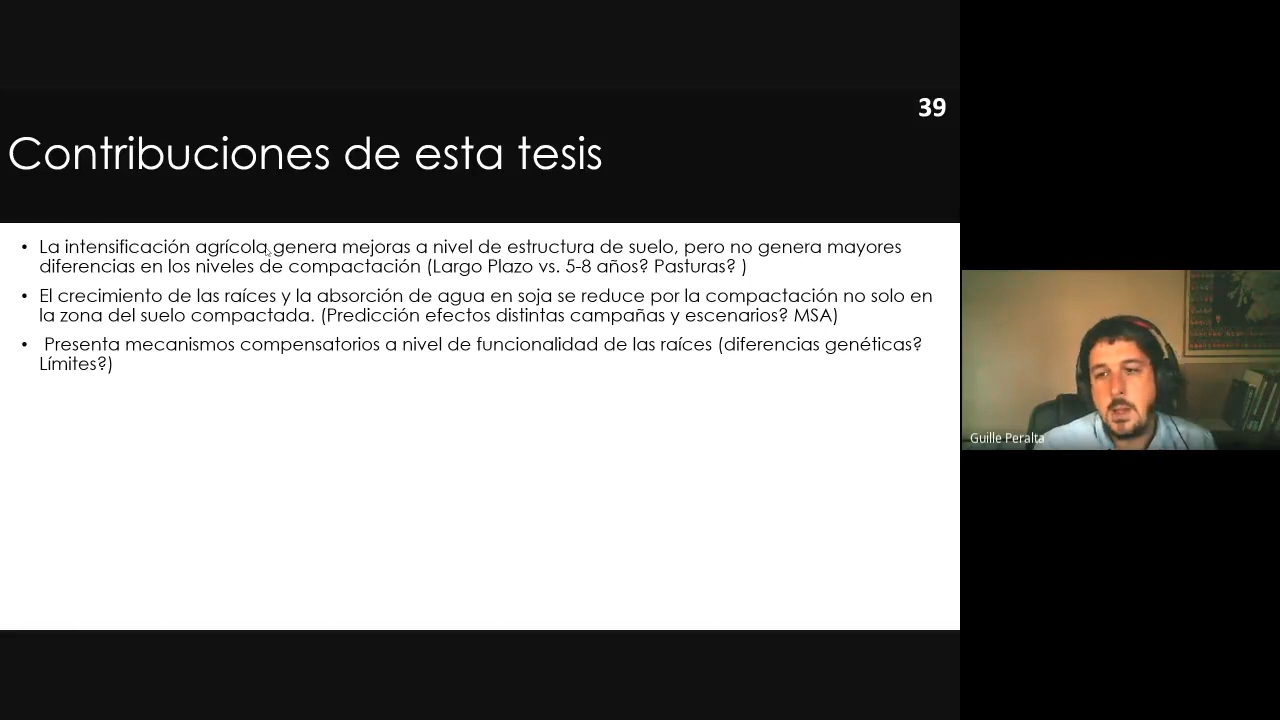 39
Contribuciones de esta tesis
• La intensificación agrícola genera mejoras a nivel de estructura de suelo, pero no genera mayores
diferencias en los niveles de compactación (Largo Plazo vs. 5-8 años? Pasturas? )
• El crecimiento de las raíces y la absorción de agua en soja se reduce por la compactación no solo en
la zona del suelo compactada. (Predicción efectos distintas campañas y escenarios? MSA)
• Presenta mecanismos compensatorios a nivel de funcionalidad de las raíces (diferencias genéticas?
Límites?)
Guille Peralta